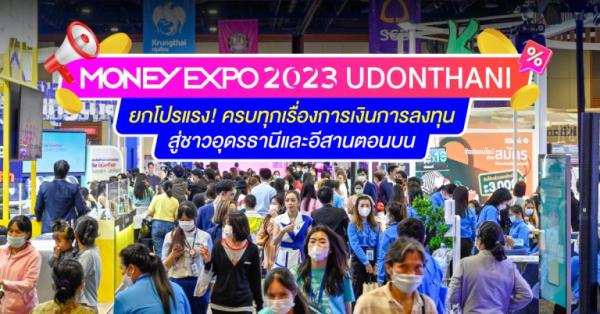 Krungthai
กรุงไทย
SCB
%
MONEY EXPO 2023 UDONTHANI
ยกโปรแรง! ครบทุกเรื่องการเงินการลงทุน
สู่ชาวอุดรธานีและอีสานตอนบน
สมัคร